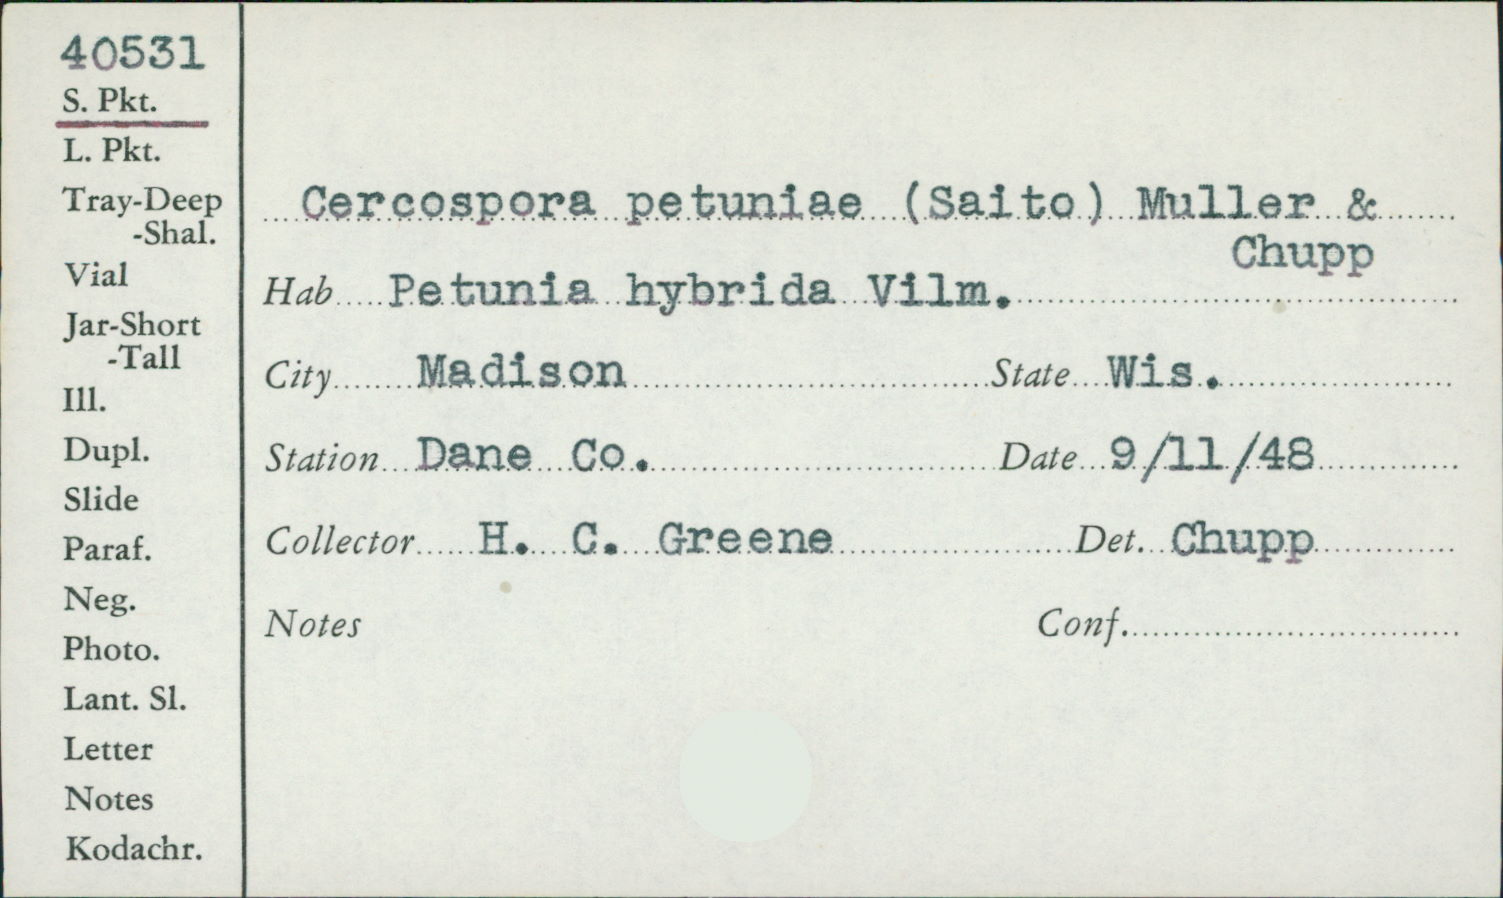 40531
S. Pkt.
L. Pkt.
Tray-Deep
-Shal.
Vial
Jar-Short
-Tall
Ill.
Dupl.
Slide
Paraf.
Neg.
Photo.
Lant. Sl.
Letter
Notes
Kodachr.
Cercospora petuniae (Saito) Muller &
Chupp
Hab Petunia hybrida Vilm.
City Madison State Wis.
Station Dane Co. Date 9/11/48
Collector H. C. Greene Det. Chupp
Notes Conf.